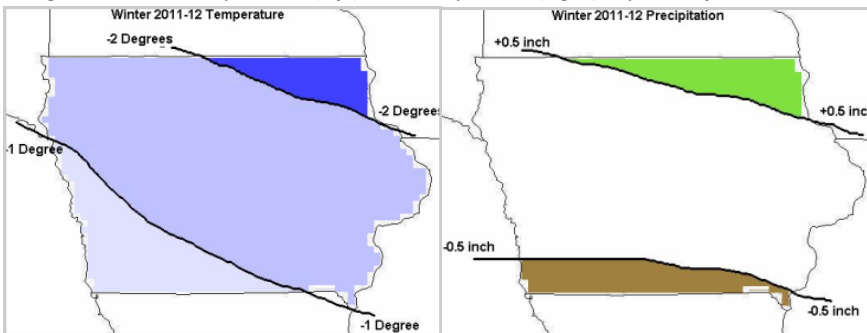 Winter 2011-12 Temperature
-2 Degrees
-2 Degrees
-1 Degree
-1 Degree
Winter 2011-12 Precipitation
+0.5 inch
+0.5 inch
-0.5 inch
-0.5 inch